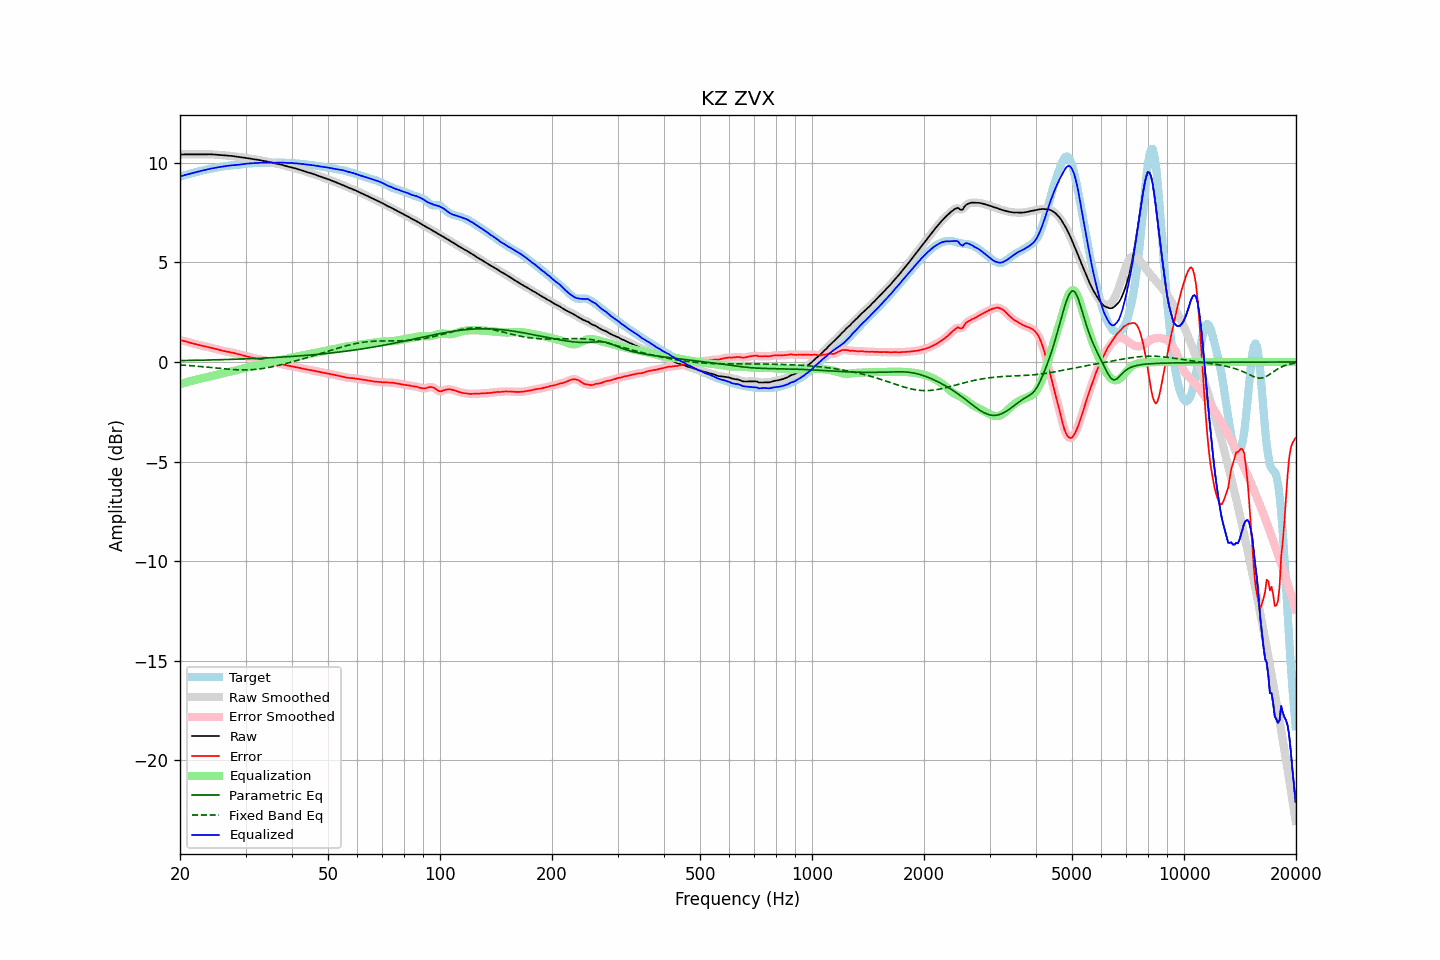 KZ ZVX
Amplitude (dBr)
10
5
0
−5
−10
−15
−20
Target
Raw Smoothed
Error Smoothed
Raw
Error
Equalization
Parametric Eq
Fixed Band Eq
Equalized
20 50 100 200 500 1000 2000 5000 10000 20000
Frequency (Hz)